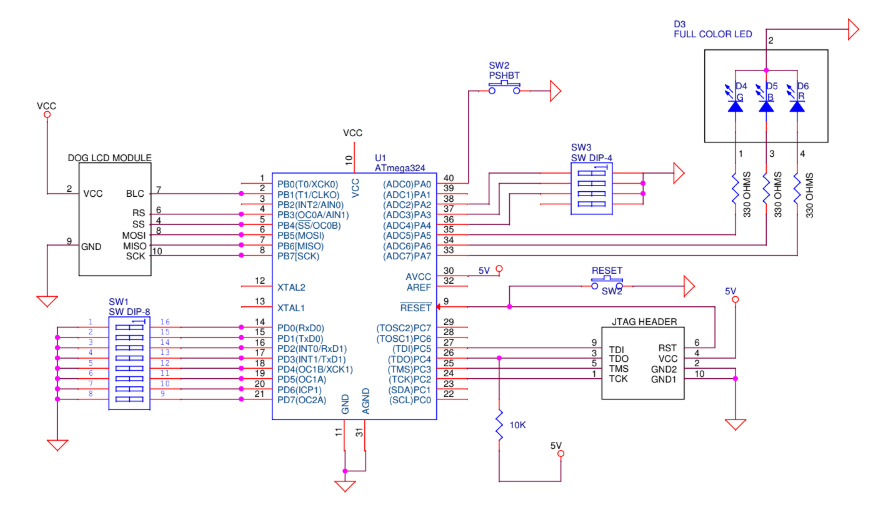 D3
FULL COLOR LED
2
D4
G
D5
B
D6
R
1
3
4
330 OHMS
330 OHMS
330 OHMS
SW2
PSHBT
VCC
VCC
DOG LCD MODULE
2
VCC
9
GND
BLC
7
RS
6
SS
4
MOSI
8
MISO
SCK
10
10
VCC
U1
ATmega324
1
PB0(T0/XCK0)
2
PB1(T1/CLKO)
3
PB2(INT2/AIN0)
4
PB3(OC0A/AIN1)
5
PB4(SS/OC0B)
6
PB5(MOSI)
7
PB6[MISO]
8
PB7[SCK]
12
XTAL2
13
XTAL1
14
PD0(RxD0)
15
PD1(TxD0)
16
PD2(INT0/RxD1)
17
PD3(INT1/TxD1)
18
PD4(OC1B/XCK1)
19
PD5(OC1A)
20
PD6(ICP1)
21
PD7(OC2A)
(ADC0)PA0
40
(ADC1)PA1
39
(ADC2)PA2
38
(ADC3)PA3
37
(ADC4)PA4
36
(ADC5)PA5
35
(ADC6)PA6
34
(ADC7)PA7
33
AVCC
30
AREF
32
RESET
9
(TOSC2)PC7
29
(TOSC1)PC6
28
(TDI)PC5
27
(TDO)PC4
26
(TMS)PC3
25
(TCK)PC2
24
(SDA)PC1
23
(SCL)PC0
22
GND
11
AGND
31
SW3
SW DIP-4
5V
RESET
SW2
5V
JTAG HEADER
9
TDI
3
TDO
5
TMS
1
TCK
RST
6
VCC
4
GND2
2
GND1
10
10K
5V
SW1
SW DIP-8
1
16
2
15
3
14
4
13
5
12
6
11
7
10
8
9